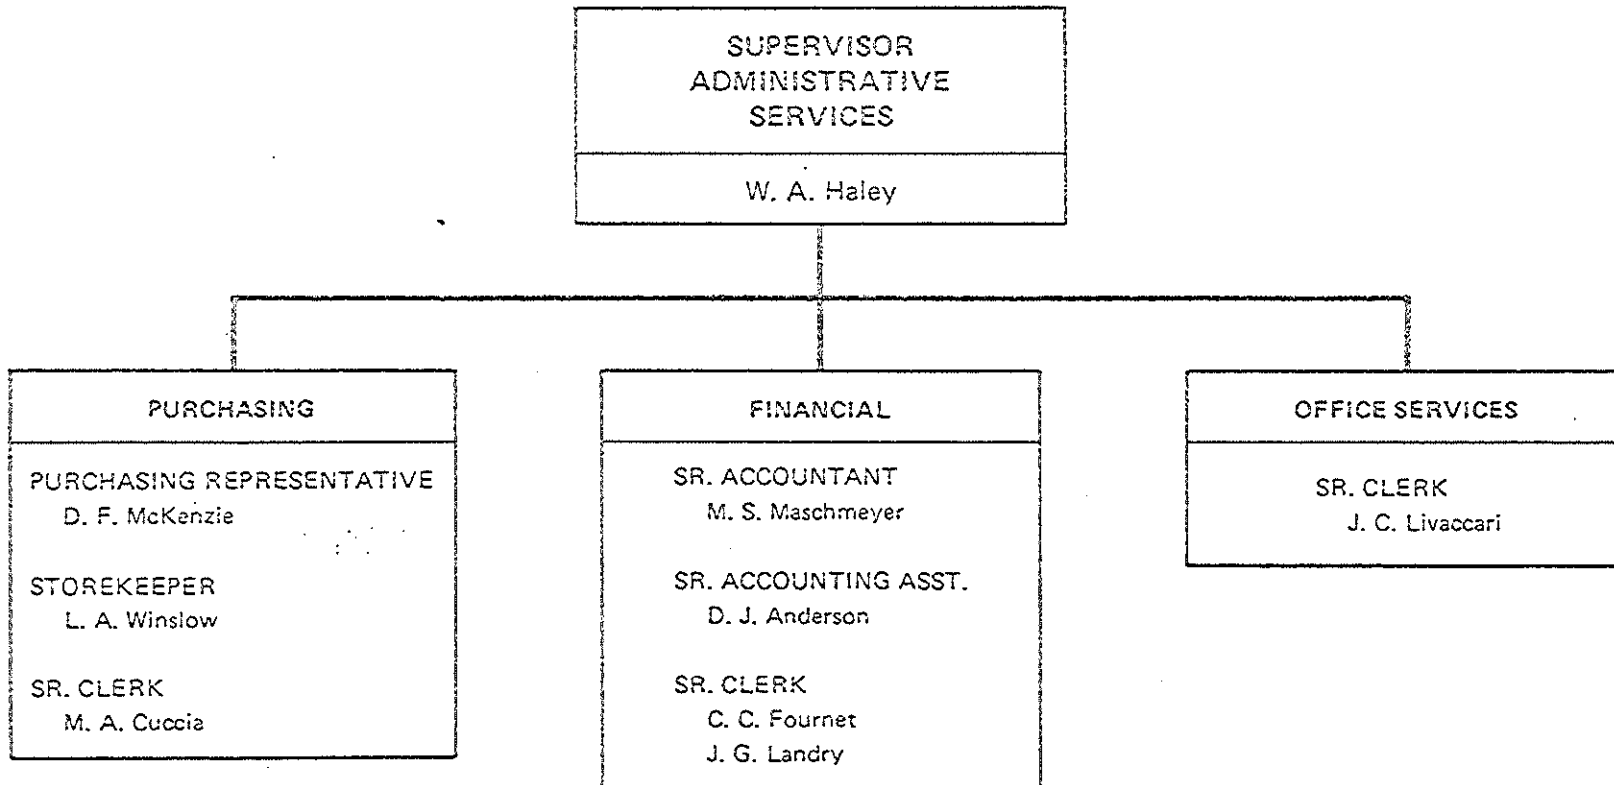 SUPERVISOR
ADMINISTRATIVE
SERVICES
W. A. Haley
PURCHASING
PURCHASING REPRESENTATIVE
D. F. McKenzie
STOREKEEPER
L. A. Winslow
SR. CLERK
M. A. Cuccia
FINANCIAL
SR. ACCOUNTANT
M. S. Maschmeyer
SR. ACCOUNTING ASST.
D. J. Anderson
SR. CLERK
C. C. Fournet
J. G. Landry
OFFICE SERVICES
SR. CLERK
J. C. Livaccari